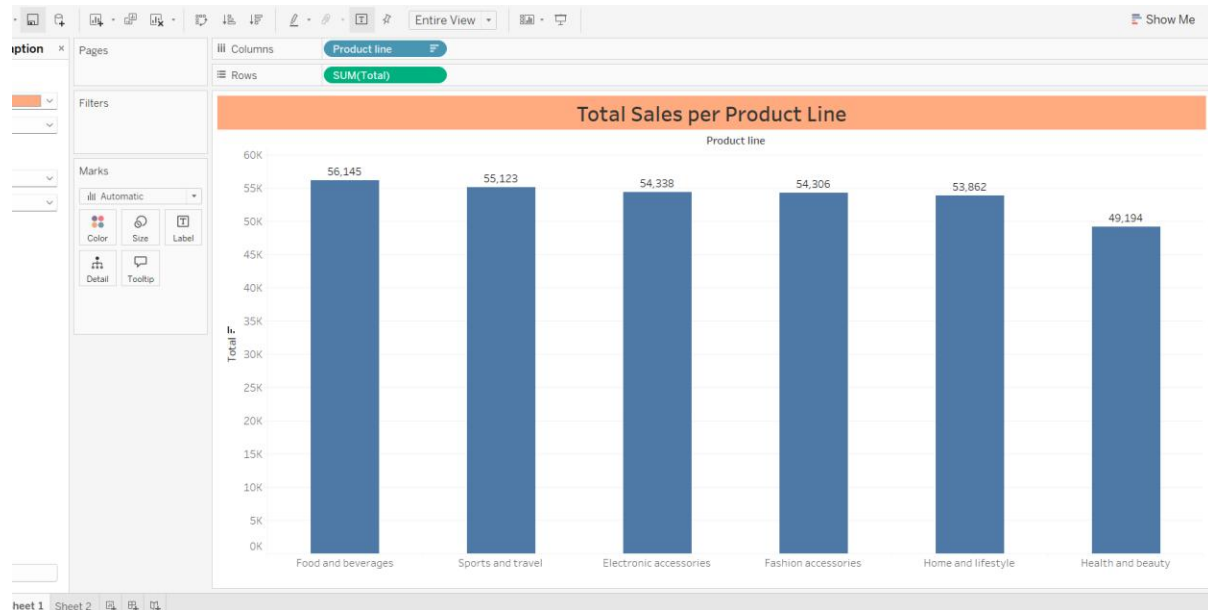 Entire View
Show Me
ption ×
Pages
Columns
Product line
Rows
SUM(Total)
Filters
Marks
Automatic
Color
Size
Label
Detail
Tooltip
Total Sales per Product Line
Product line
60K
55K
50K
45K
40K
35K
30K
25K
20K
15K
10K
5K
0K
Total
56,145
55,123
54,338
54,306
53,862
49,194
Food and beverages
Sports and travel
Electronic accessories
Fashion accessories
Home and lifestyle
Health and beauty
heet 1
Sheet 2